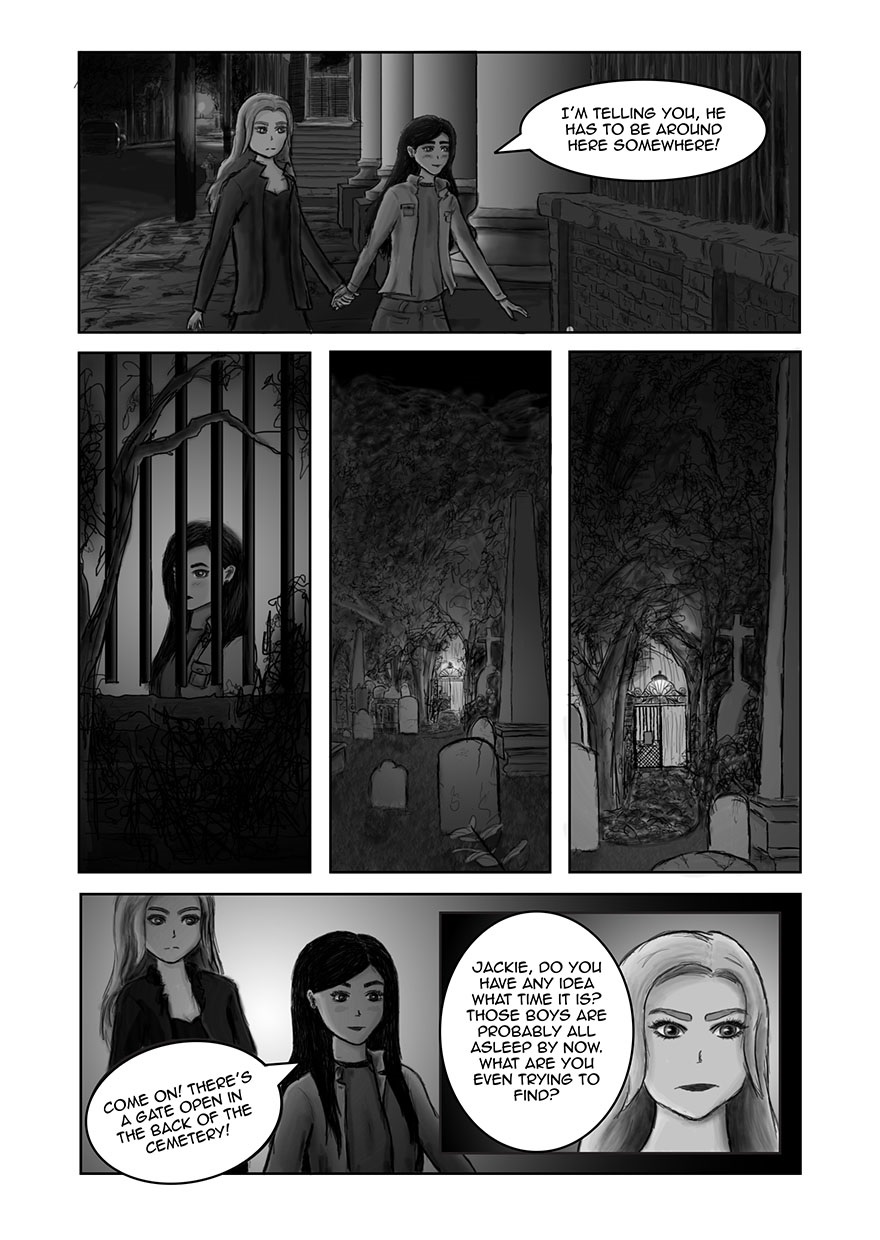 I'M TELLING YOU, HE
HAS TO BE AROUND
HERE SOMEWHERE!
COME ON! THERE'S
A GATE OPEN IN
THE BACK OF THE
CEMETERY!
JACKIE, DO YOU
HAVE ANY IDEA
WHAT TIME IT IS?
THOSE BOYS ARE
PROBABLY ALL
ASLEEP BY NOW.
WHAT ARE YOU
EVEN TRYING TO
FIND?